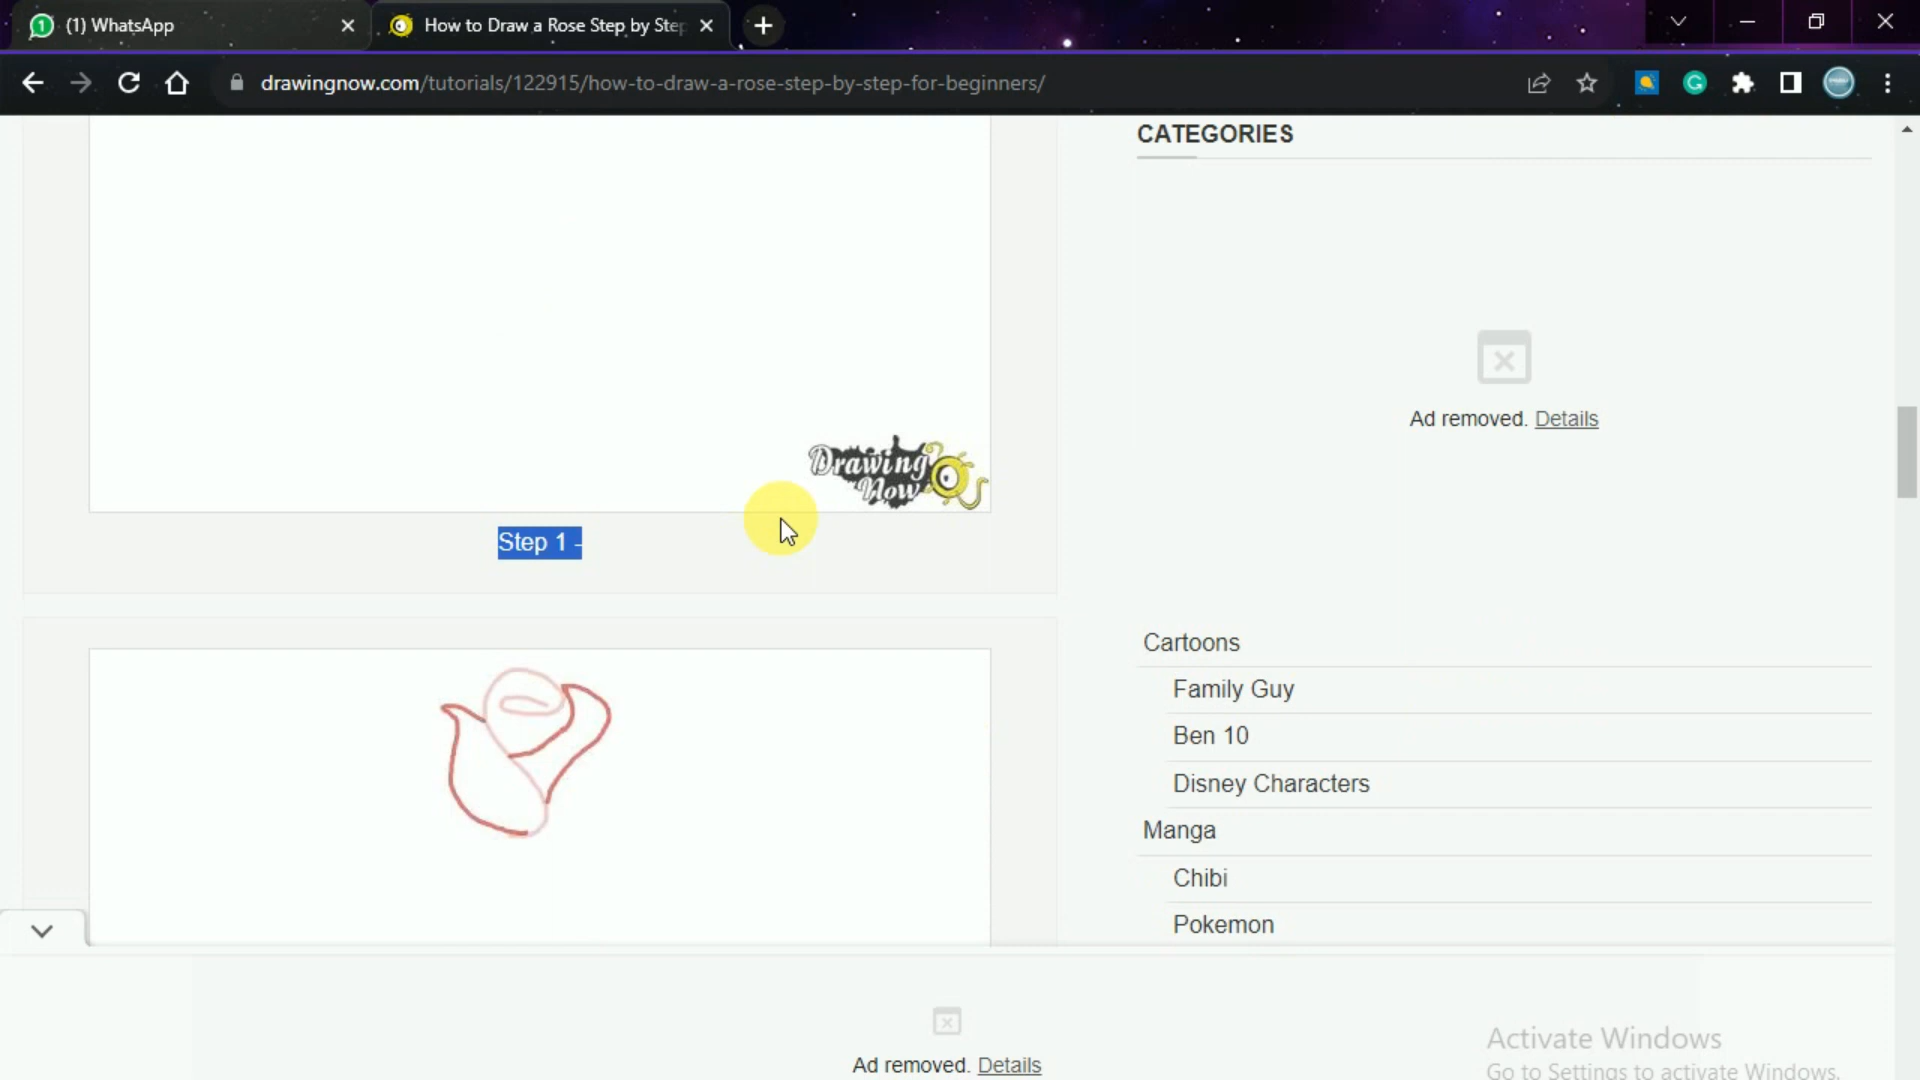 (1) WhatsApp
How to Draw a Rose Step by Step
drawingnow.com/tutorials/122915/how-to-draw-a-rose-step-by-step-for-beginners/
CATEGORIES
Ad removed. Details
Drawing
Now
Step 1 -
Cartoons
Family Guy
Ben 10
Disney Characters
Manga
Chibi
Pokemon
Ad removed. Details
Activate Windows
Go to Settings to activate Windows.